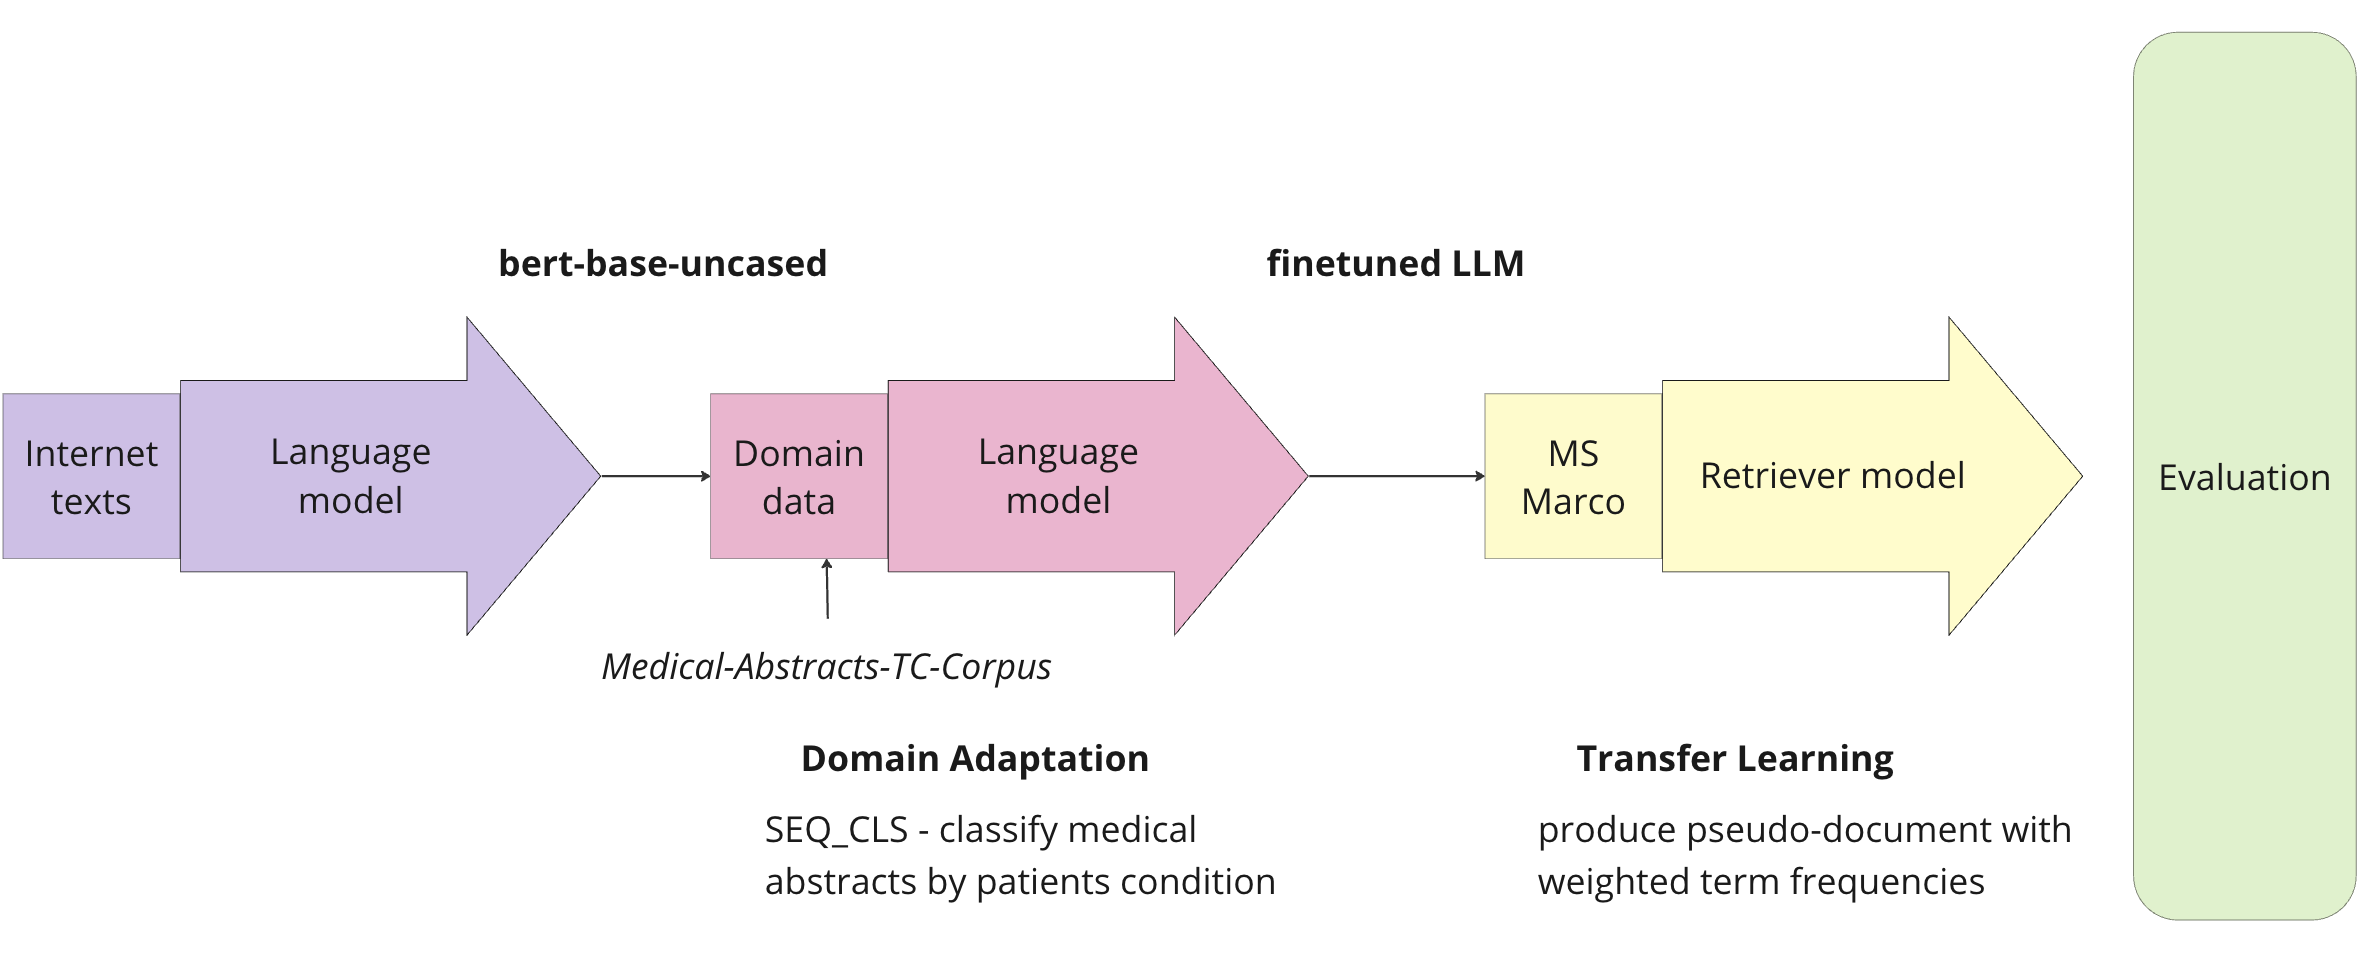 bert-base-uncased
finetuned LLM
Internet
texts
Language
model
Domain
data
Language
model
MS
Marco
Retriever model
Evaluation
Medical-Abstracts-TC-Corpus
Domain Adaptation
SEQ_CLS - classify medical
abstracts by patients condition
Transfer Learning
produce pseudo-document with
weighted term frequencies